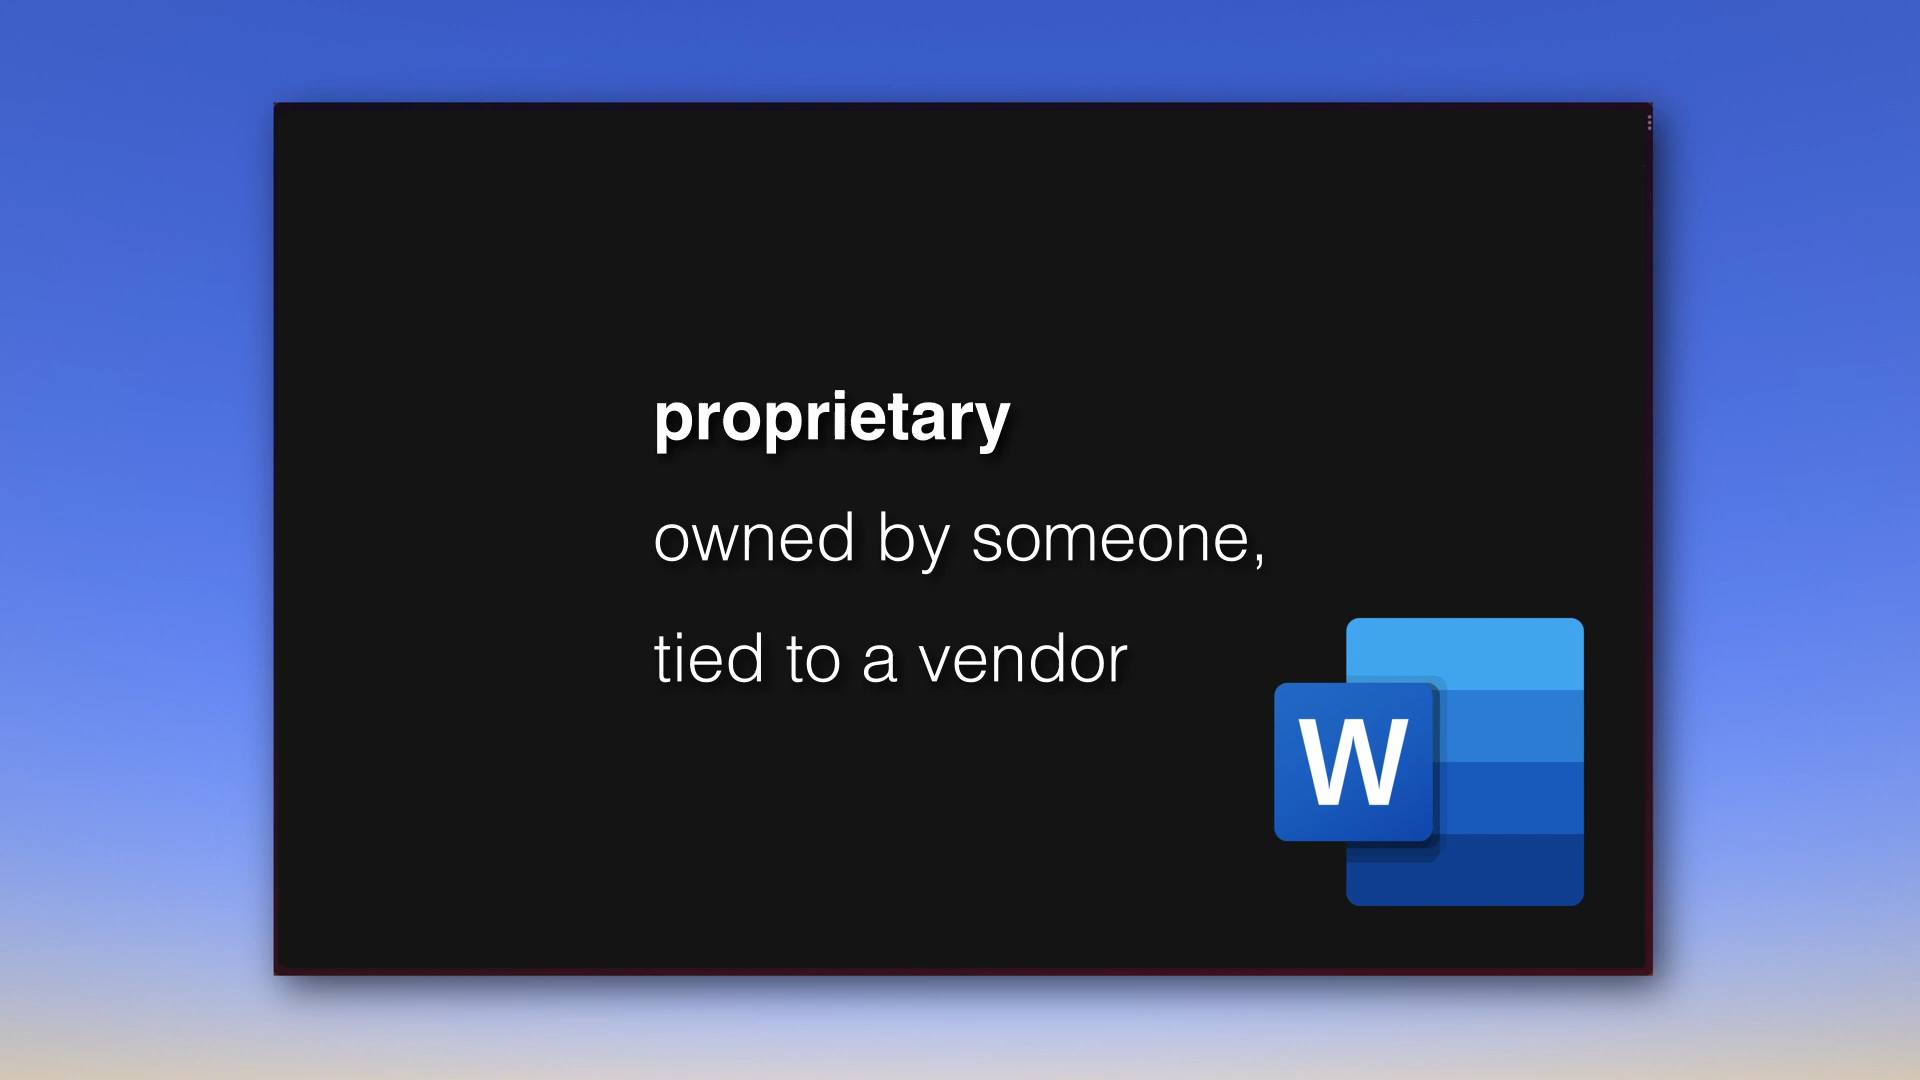 proprietary
owned by someone,
tied to a vendor
W